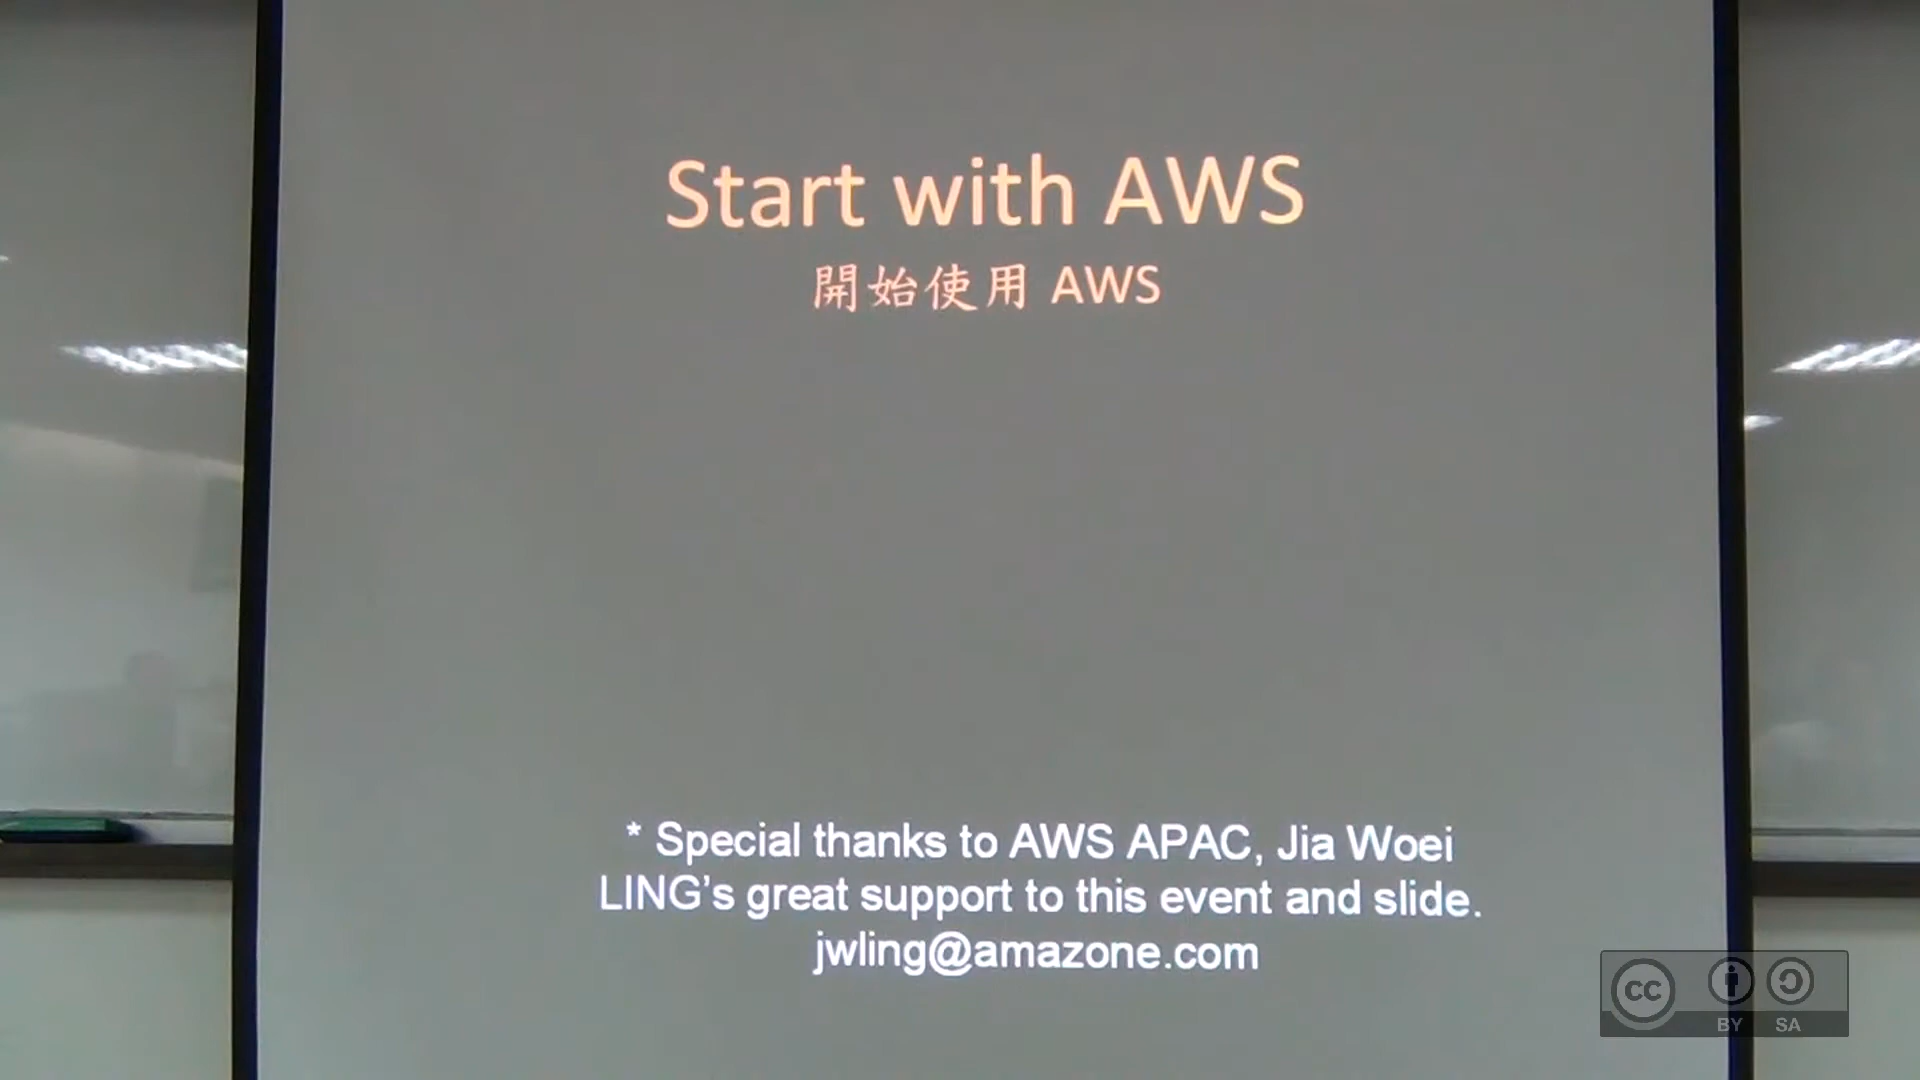 Start with AWS
開始使用 AWS
* Special thanks to AWS APAC, Jia Woei
LING’s great support to this event and slide.
jwling@amazone.com
cc
BY SA